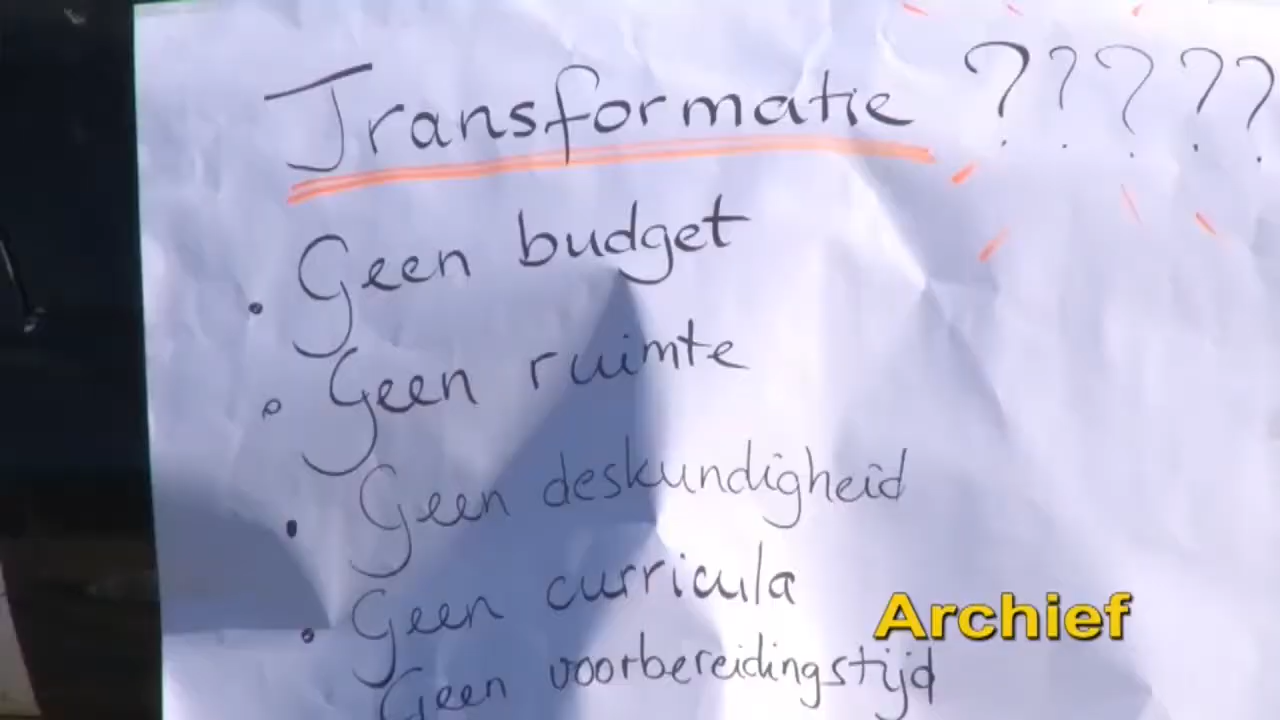 Transformatie ?????
• Geen budget
• Geen ruimte
• Geen deskundigheid
• Geen curricula
Geen voorbereidingstijd
Archief